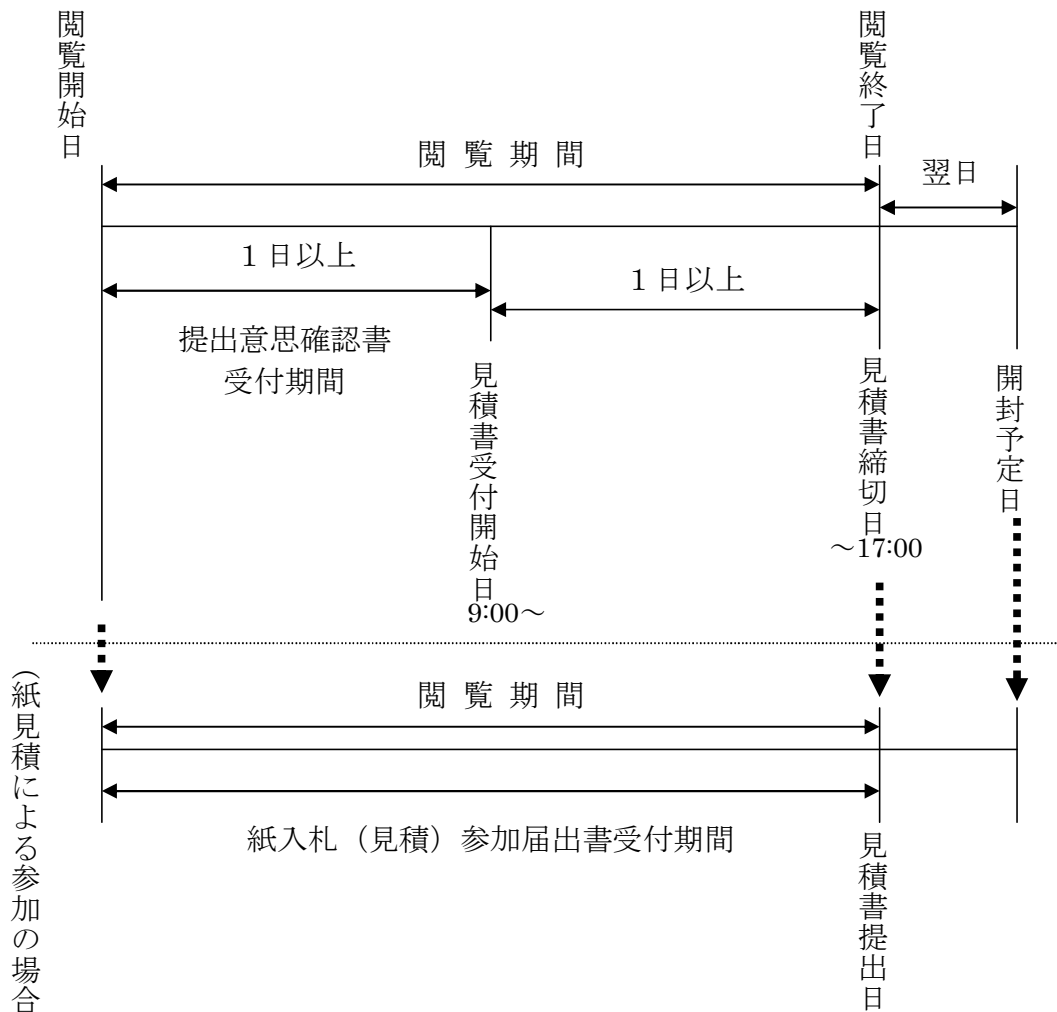 閲覧開始日
閲覧終了日
閲覧期間
翌日
１日以上
１日以上
提出意思確認書
受付期間
見積書受付開始日
9:00～
見積書締切日
～17:00
開封予定日
（紙見積による参加の場合
閲覧期間
紙入札（見積）参加届出書受付期間
見積書提出日